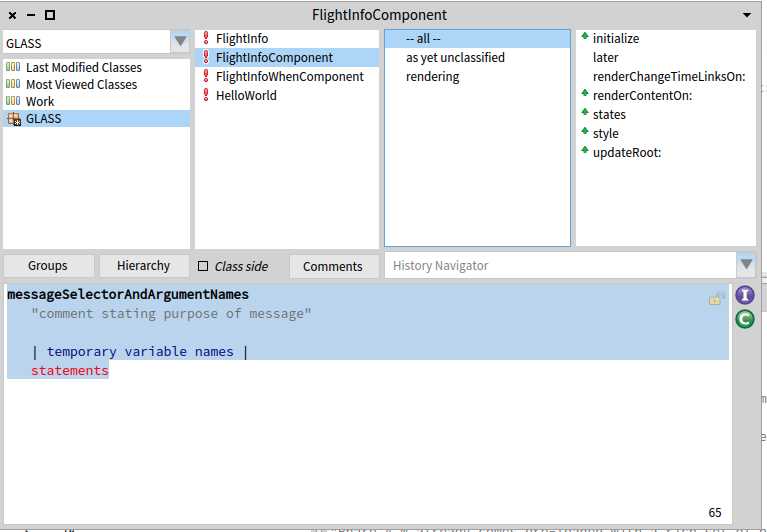 FlightInfoComponent
GLASS
Last Modified Classes
Most Viewed Classes
Work
GLASS
FlightInfo
FlightInfoComponent
FlightInfoWhenComponent
HelloWorld
-- all --
as yet unclassified
rendering
initialize
later
renderChangeTimeLinksOn:
renderContentOn:
states
style
updateRoot:
Groups
Hierarchy
Class side
Comments
History Navigator
messageSelectorAndArgumentNames
"comment stating purpose of message"
| temporary variable names |
statements
I
C
65